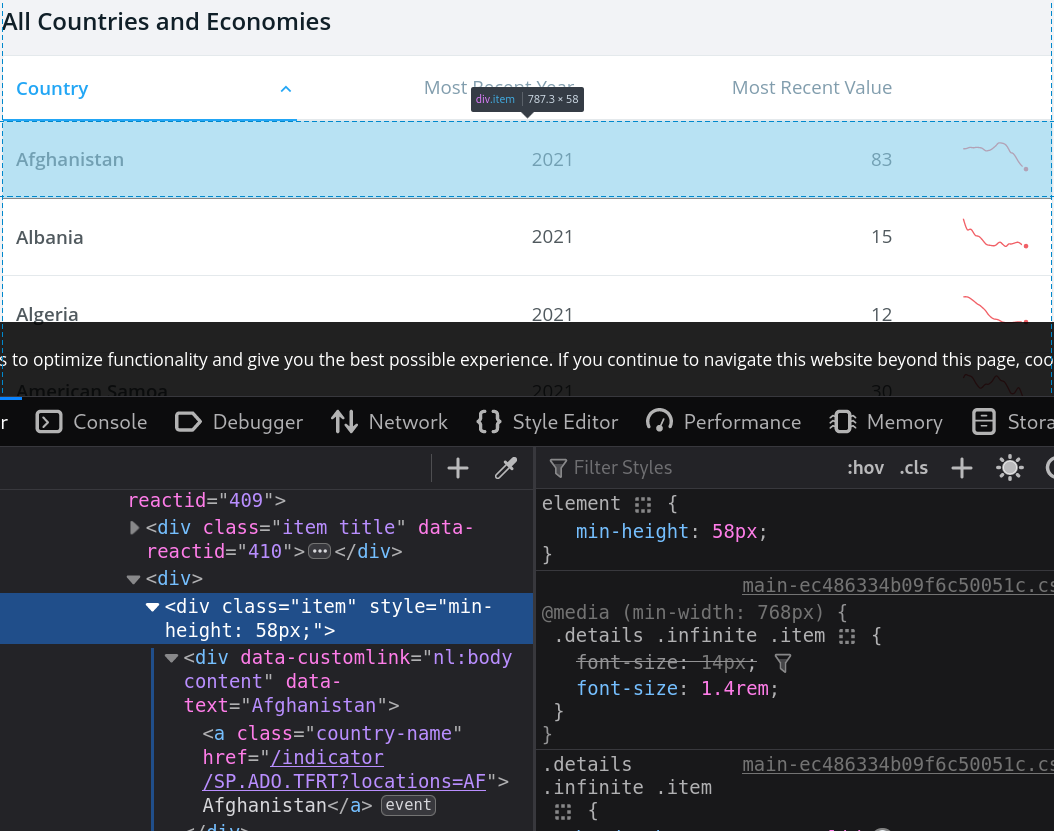 All Countries and Economies
Country Most Recent Year Most Recent Value
div.item 787.3 × 58
Afghanistan 2021 83
Albania 2021 15
Algeria 2021 12
s to optimize functionality and give you the best possible experience. If you continue to navigate this website beyond this page, coo
American Samoa 2021 30
r Console Debugger Network Style Editor Performance Memory Stora
Filter Styles :hov .cls
reactid="409">
<div class="item title" data-
reactid="410"></div>
<div>
<div class="item" style="min-
height: 58px;">
<div data-customlink="nl:body
content" data-
text="Afghanistan">
<a class="country-name"
href="/indicator
/SP.ADO.TFRT?locations=AF">
Afghanistan</a> event
</div>
element {
min-height: 58px;
}
main-ec486334b09f6c50051c.cs
@media (min-width: 768px) {
.details .infinite .item {
font-size: 14px;
font-size: 1.4rem;
}
}
.details main-ec486334b09f6c50051c.cs
.infinite .item
{